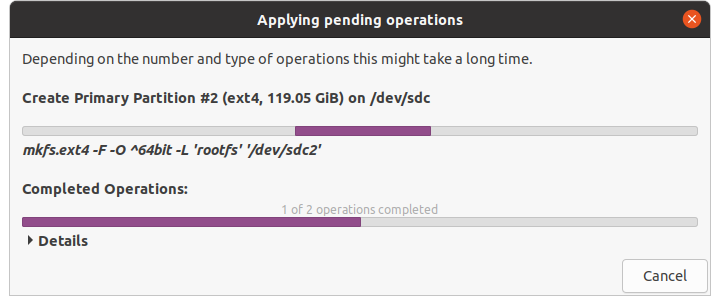 Applying pending operations
Depending on the number and type of operations this might take a long time.
Create Primary Partition #2 (ext4, 119.05 GiB) on /dev/sdc
mkfs.ext4 -F -O ^64bit -L 'rootfs' '/dev/sdc2'
Completed Operations:
1 of 2 operations completed
Details
Cancel